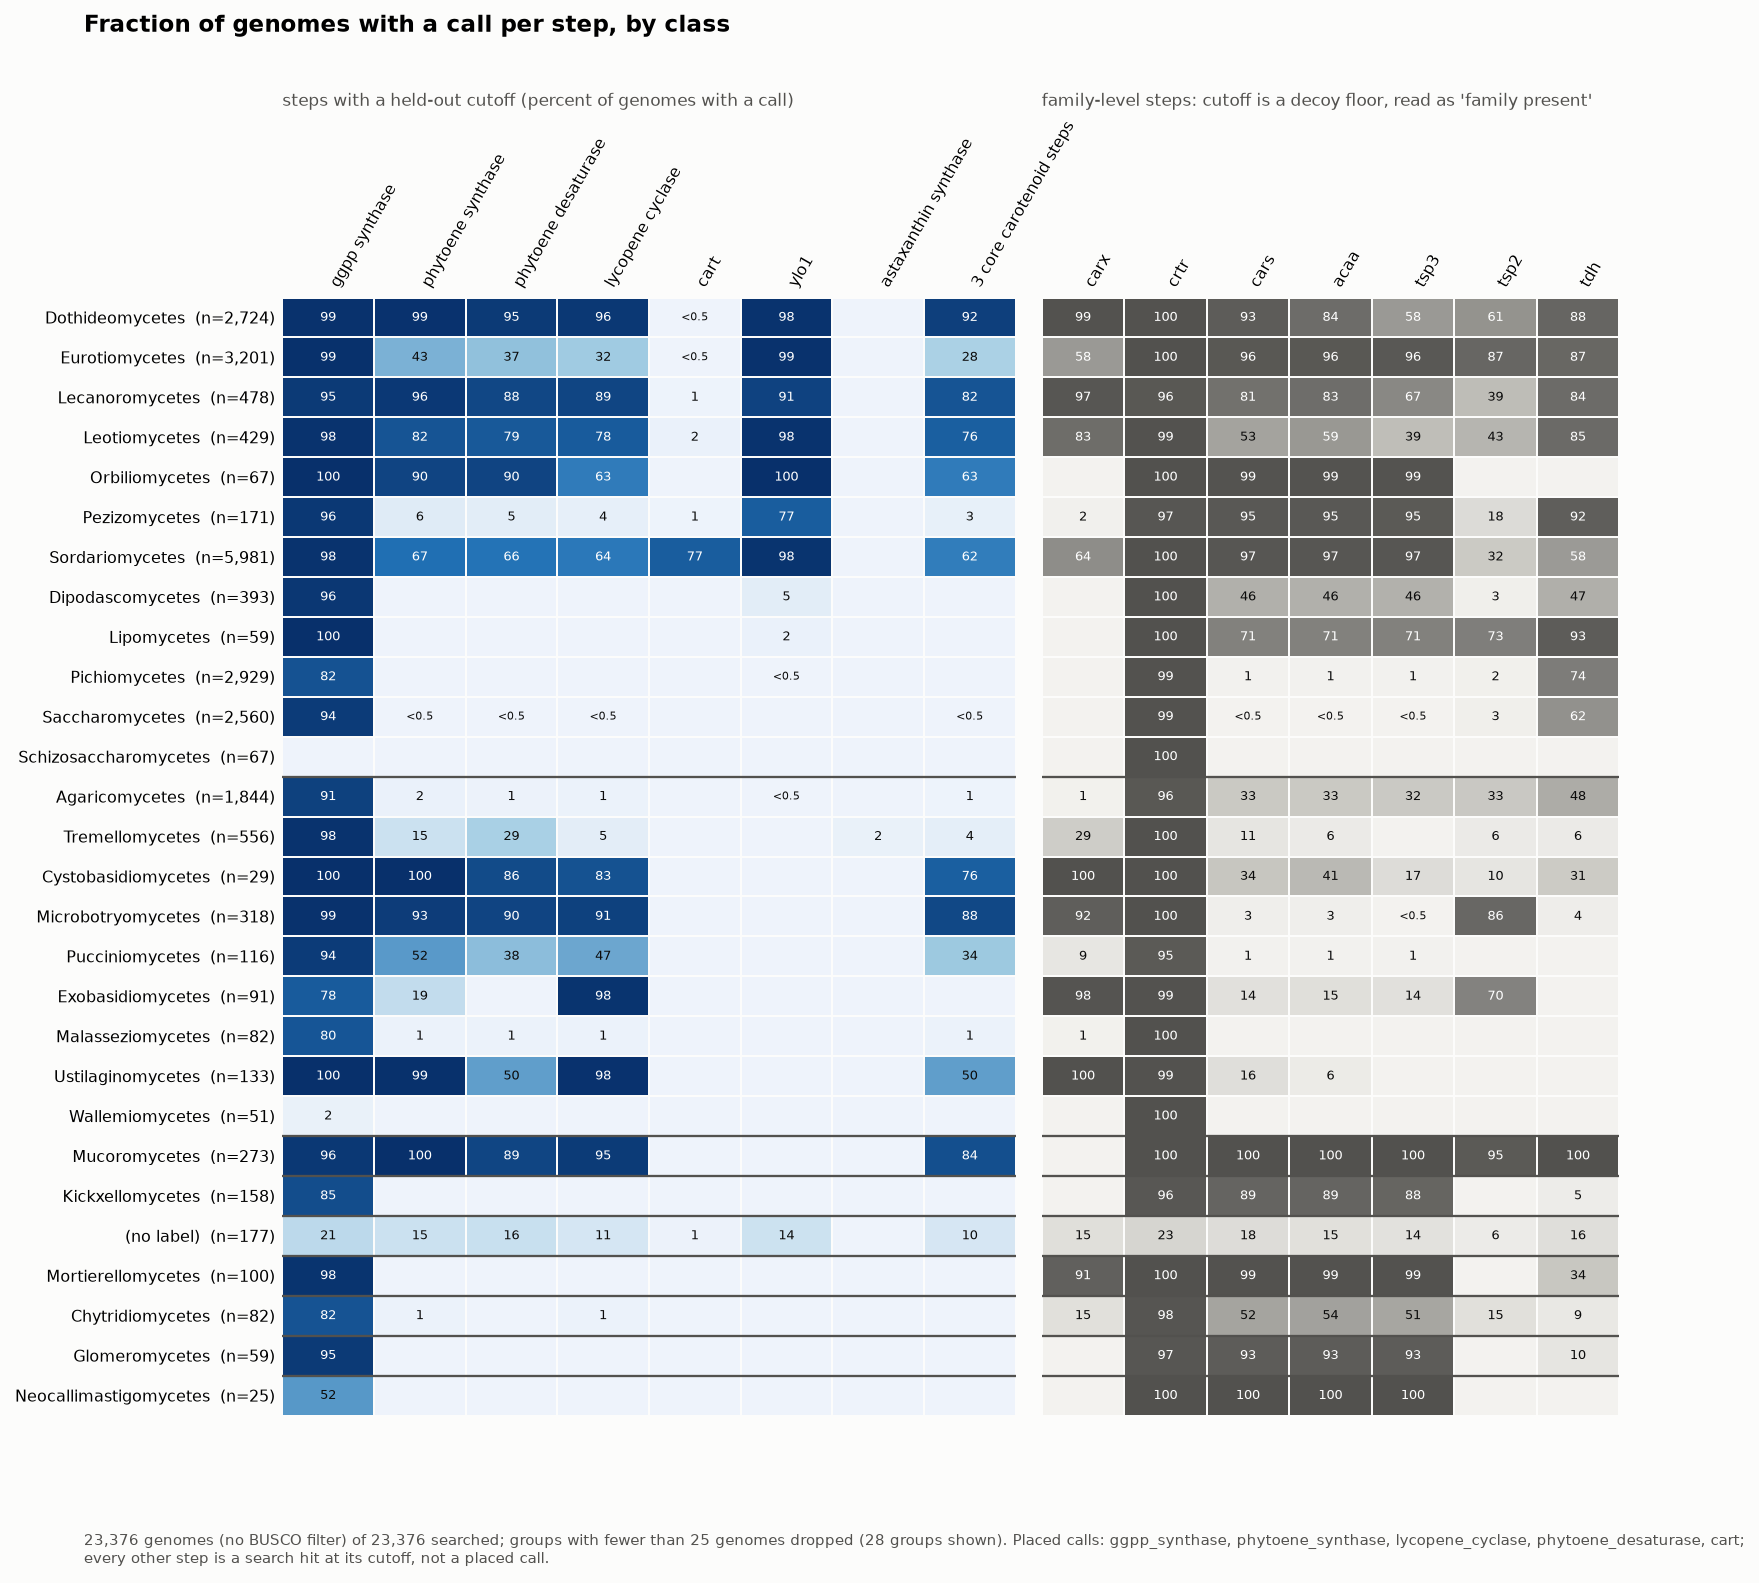 Fraction of genomes with a call per step, by class
steps with a held-out cutoff (percent of genomes with a call)
family-level steps: cutoff is a decoy floor, read as 'family present'
ggpp synthase
phytoene synthase
phytoene desaturase
lycopene cyclase
cart
ylo1
astaxanthin synthase
3 core carotenoid steps
carx
crtr
cars
acaa
tsp3
tsp2
tdh
Dothideomycetes (n=2,724) 99 99 95 96 <0.5 98 92 99 100 93 84 58 61 88
Eurotiomycetes (n=3,201) 99 43 37 32 <0.5 99 28 58 100 96 96 96 87 87
Lecanoromycetes (n=478) 95 96 88 89 1 91 82 97 96 81 83 67 39 84
Leotiomycetes (n=429) 98 82 79 78 2 98 76 83 99 53 59 39 43 85
Orbiliomycetes (n=67) 100 90 90 63 100 63 100 99 99 99
Pezizomycetes (n=171) 96 6 5 4 1 77 3 2 97 95 95 95 18 92
Sordariomycetes (n=5,981) 98 67 66 64 77 98 62 64 100 97 97 97 32 58
Dipodascomycetes (n=393) 96 5 100 46 46 46 3 47
Lipomycetes (n=59) 100 2 100 71 71 71 73 93
Pichiomycetes (n=2,929) 82 <0.5 99 1 1 1 2 74
Saccharomycetes (n=2,560) 94 <0.5 <0.5 <0.5 <0.5 99 <0.5 <0.5 <0.5 3 62
Schizosaccharomycetes (n=67) 100
Agaricomycetes (n=1,844) 91 2 1 1 <0.5 1 1 96 33 33 32 33 48
Tremellomycetes (n=556) 98 15 29 5 2 4 29 100 11 6 6 6
Cystobasidiomycetes (n=29) 100 100 86 83 76 100 100 34 41 17 10 31
Microbotryomycetes (n=318) 99 93 90 91 88 92 100 3 3 <0.5 86 4
Pucciniomycetes (n=116) 94 52 38 47 34 9 95 1 1 1
Exobasidiomycetes (n=91) 78 19 98 98 99 14 15 14 70
Malasseziomycetes (n=82) 80 1 1 1 1 1 100
Ustilaginomycetes (n=133) 100 99 50 98 50 100 99 16 6
Wallemiomycetes (n=51) 2 100
Mucoromycetes (n=273) 96 100 89 95 84 100 100 100 100 95 100
Kickxellomycetes (n=158) 85 96 89 89 88 5
(no label) (n=177) 21 15 16 11 1 14 10 15 23 18 15 14 6 16
Mortierellomycetes (n=100) 98 91 100 99 99 99 34
Chytridiomycetes (n=82) 82 1 1 15 98 52 54 51 15 9
Glomeromycetes (n=59) 95 97 93 93 93 10
Neocallimastigomycetes (n=25) 52 100 100 100 100
23,376 genomes (no BUSCO filter) of 23,376 searched; groups with fewer than 25 genomes dropped (28 groups shown). Placed calls: ggpp_synthase, phytoene_synthase, lycopene_cyclase, phytoene_desaturase, cart;
every other step is a search hit at its cutoff, not a placed call.